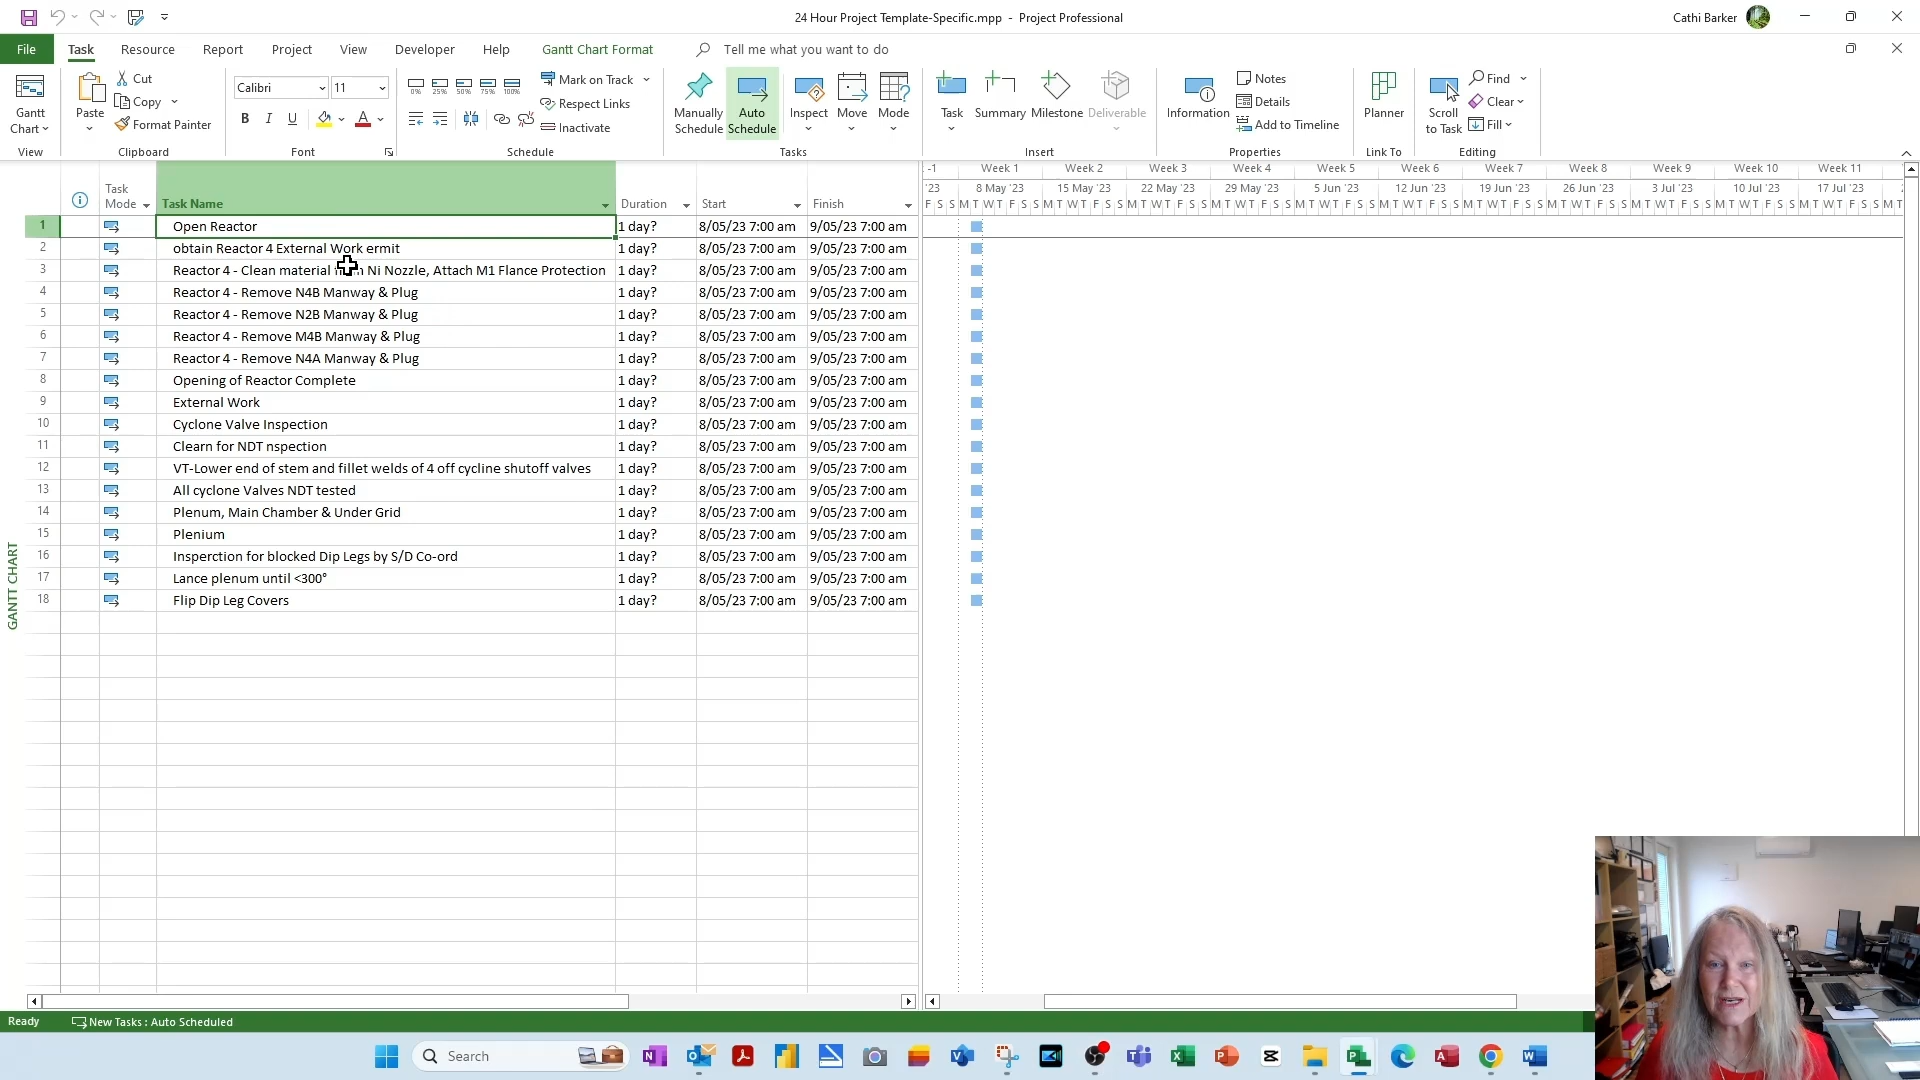 24 Hour Project Template-Specific.mpp - Project Professional
Cathi Barker
File Task Resource Report Project View Developer Help Gantt Chart Format Tell me what you want to do
Gantt Chart
View
Paste
Cut
Copy
Format Painter
Clipboard
Calibri 11
B I U A
Font
0% 25% 50% 75% 100%
Mark on Track
Respect Links
Inactivate
Schedule
Manually Schedule
Auto Schedule
Inspect
Move
Mode
Tasks
Task
Summary
Milestone
Deliverable
Insert
Information
Notes
Details
Add to Timeline
Properties
Planner
Link To
Scroll to Task
Find
Clear
Fill
Editing
Task Mode Task Name Duration Start Finish
-1 Week 1 Week 2 Week 3 Week 4 Week 5 Week 6 Week 7 Week 8 Week 9 Week 10 Week 11
'23 8 May '23 15 May '23 22 May '23 29 May '23 5 Jun '23 12 Jun '23 19 Jun '23 26 Jun '23 3 Jul '23 10 Jul '23 17 Jul '23
F S S M T W T F S S M T W T F S S M T W T F S S M T W T F S S M T W T F S S M T W T F S S M T W T F S S M T W T F S S M T W T F S S M T W T F S S M T W T F S S M T
1 Open Reactor 1 day? 8/05/23 7:00 am 9/05/23 7:00 am
2 obtain Reactor 4 External Work ermit 1 day? 8/05/23 7:00 am 9/05/23 7:00 am
3 Reactor 4 - Clean material Ni Nozzle, Attach M1 Flance Protection 1 day? 8/05/23 7:00 am 9/05/23 7:00 am
4 Reactor 4 - Remove N4B Manway & Plug 1 day? 8/05/23 7:00 am 9/05/23 7:00 am
5 Reactor 4 - Remove N2B Manway & Plug 1 day? 8/05/23 7:00 am 9/05/23 7:00 am
6 Reactor 4 - Remove M4B Manway & Plug 1 day? 8/05/23 7:00 am 9/05/23 7:00 am
7 Reactor 4 - Remove N4A Manway & Plug 1 day? 8/05/23 7:00 am 9/05/23 7:00 am
8 Opening of Reactor Complete 1 day? 8/05/23 7:00 am 9/05/23 7:00 am
9 External Work 1 day? 8/05/23 7:00 am 9/05/23 7:00 am
10 Cyclone Valve Inspection 1 day? 8/05/23 7:00 am 9/05/23 7:00 am
11 Clearn for NDT nspection 1 day? 8/05/23 7:00 am 9/05/23 7:00 am
12 VT-Lower end of stem and fillet welds of 4 off cycline shutoff valves 1 day? 8/05/23 7:00 am 9/05/23 7:00 am
13 All cyclone Valves NDT tested 1 day? 8/05/23 7:00 am 9/05/23 7:00 am
14 Plenum, Main Chamber & Under Grid 1 day? 8/05/23 7:00 am 9/05/23 7:00 am
15 Plenium 1 day? 8/05/23 7:00 am 9/05/23 7:00 am
16 Insperction for blocked Dip Legs by S/D Co-ord 1 day? 8/05/23 7:00 am 9/05/23 7:00 am
17 Lance plenum until <300° 1 day? 8/05/23 7:00 am 9/05/23 7:00 am
18 Flip Dip Leg Covers 1 day? 8/05/23 7:00 am 9/05/23 7:00 am
GANTT CHART
Ready New Tasks : Auto Scheduled
Search